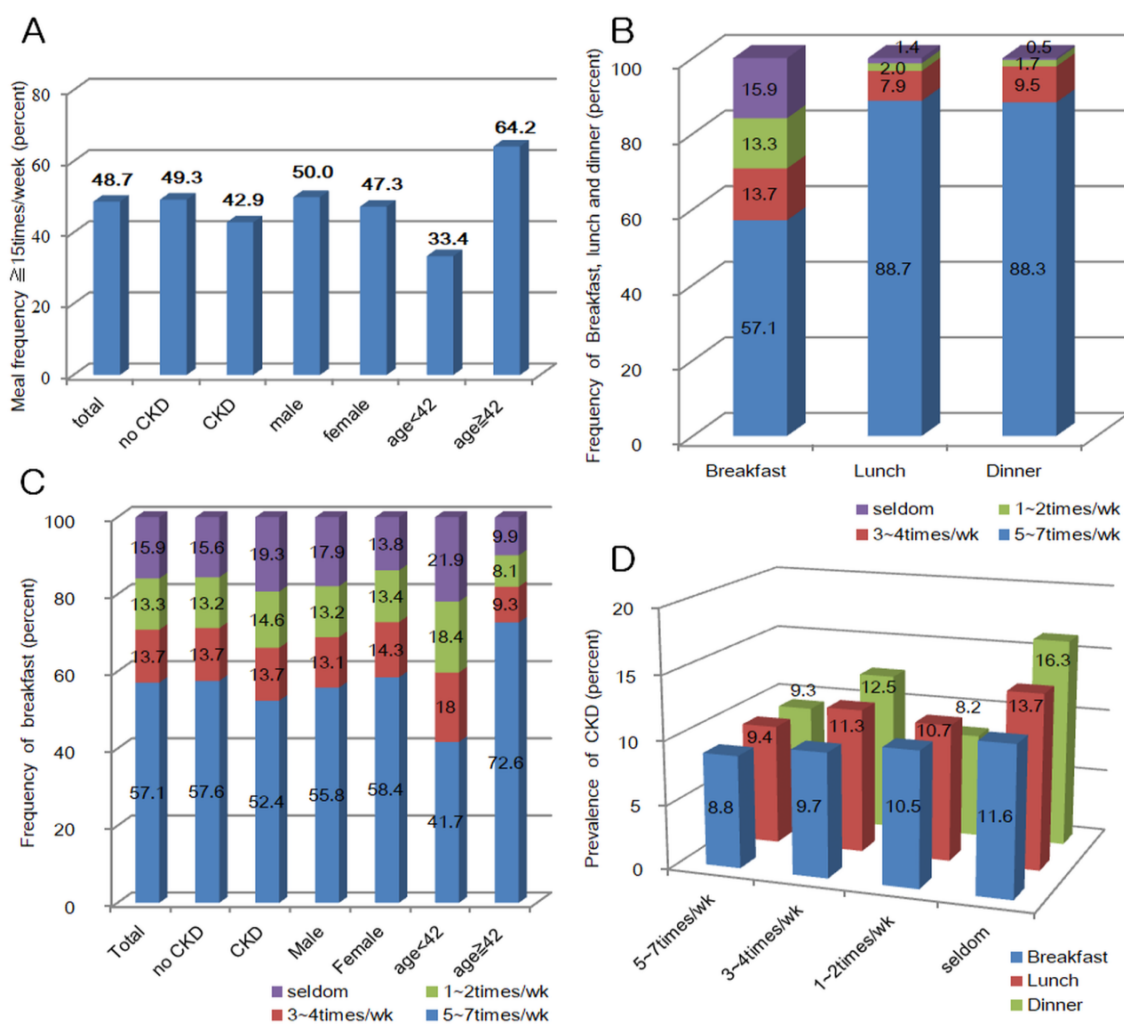 A
Meal frequency ≧15times/week (percent)
80
60
40
20
0
48.7
49.3
42.9
50.0
47.3
33.4
64.2
total
no CKD
CKD
male
female
age<42
age≧42
B
Frequency of Breakfast, lunch and dinner (percent)
100
80
60
40
20
0
15.9
13.3
13.7
57.1
1.4
2.0
7.9
88.7
0.5
1.7
9.5
88.3
Breakfast
Lunch
Dinner
seldom
1~2times/wk
3~4times/wk
5~7times/wk
C
Frequency of breakfast (percent)
100
80
60
40
20
0
15.9
15.6
19.3
17.9
13.8
21.9
9.9
13.3
13.2
14.6
13.2
13.4
18.4
8.1
13.7
13.7
13.7
13.1
14.3
18
9.3
57.1
57.6
52.4
55.8
58.4
41.7
72.6
Total
no CKD
CKD
Male
Female
age<42
age≧42
seldom
1~2times/wk
3~4times/wk
5~7times/wk
D
Prevalence of CKD (percent)
20
15
10
5
0
9.3
12.5
8.2
16.3
9.4
11.3
10.7
13.7
8.8
9.7
10.5
11.6
5~7times/wk
3~4times/wk
1~2times/wk
seldom
Breakfast
Lunch
Dinner